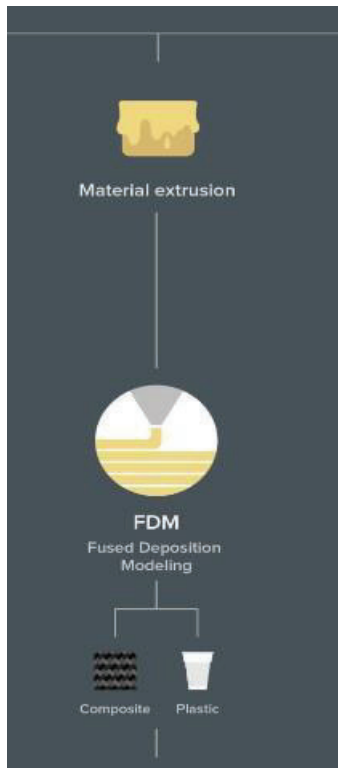 Material extrusion
FDM
Fused Deposition
Modeling
Composite
Plastic